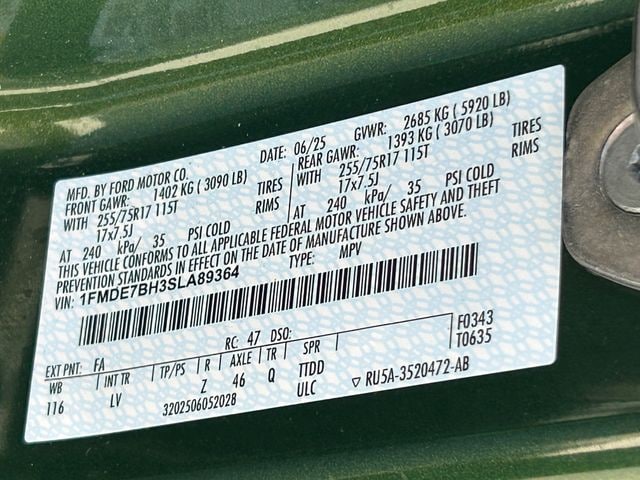 MFD. BY FORD MOTOR CO.
DATE: 06/25 GVWR: 2685 KG ( 5920 LB)
FRONT GAWR: 1402 KG ( 3090 LB) REAR GAWR: 1393 KG ( 3070 LB)
WITH 255/75R17 115T TIRES WITH 255/75R17 115T TIRES
17x7.5J RIMS 17x7.5J RIMS
AT 240 kPa/ 35 PSI COLD AT 240 kPa/ 35 PSI COLD
THIS VEHICLE CONFORMS TO ALL APPLICABLE FEDERAL MOTOR VEHICLE SAFETY AND THEFT
PREVENTION STANDARDS IN EFFECT ON THE DATE OF MANUFACTURE SHOWN ABOVE.
VIN: 1FMDE7BH3SLA89364 TYPE: MPV
F0343
T0635
EXT PNT: FA RC: 47 DSO:
WB INT TR TP/PS R AXLE TR SPR
116 LV Z 46 Q TTDD
3202506052028 ULC ▽ RU5A-3520472-AB